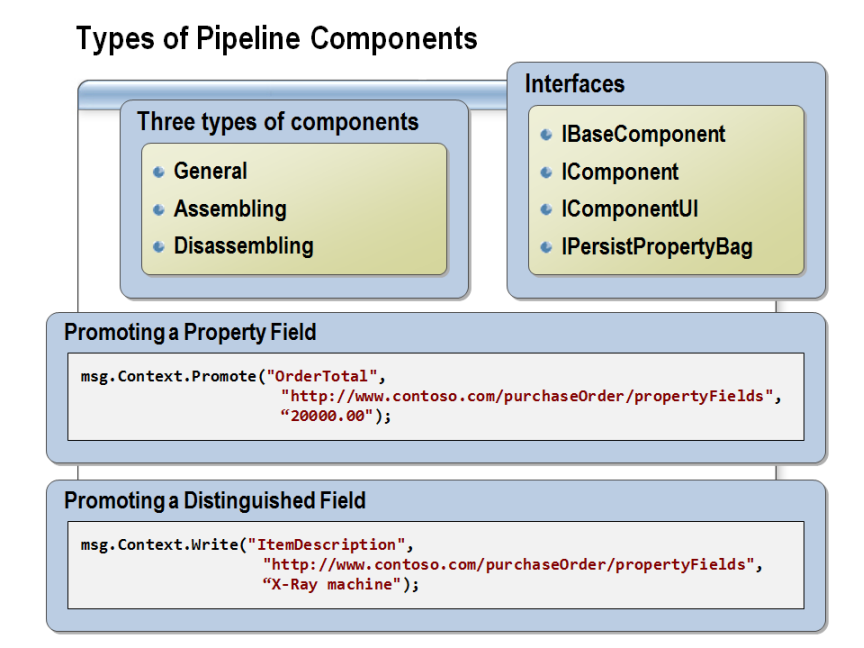 Types of Pipeline Components
Three types of components
General
Assembling
Disassembling
Interfaces
IBaseComponent
IComponent
IComponentUI
IPersistPropertyBag
Promoting a Property Field
msg.Context.Promote("OrderTotal",
"http://www.contoso.com/purchaseOrder/propertyFields",
“20000.00");
Promoting a Distinguished Field
msg.Context.Write("ItemDescription",
"http://www.contoso.com/purchaseOrder/propertyFields",
“X-Ray machine");